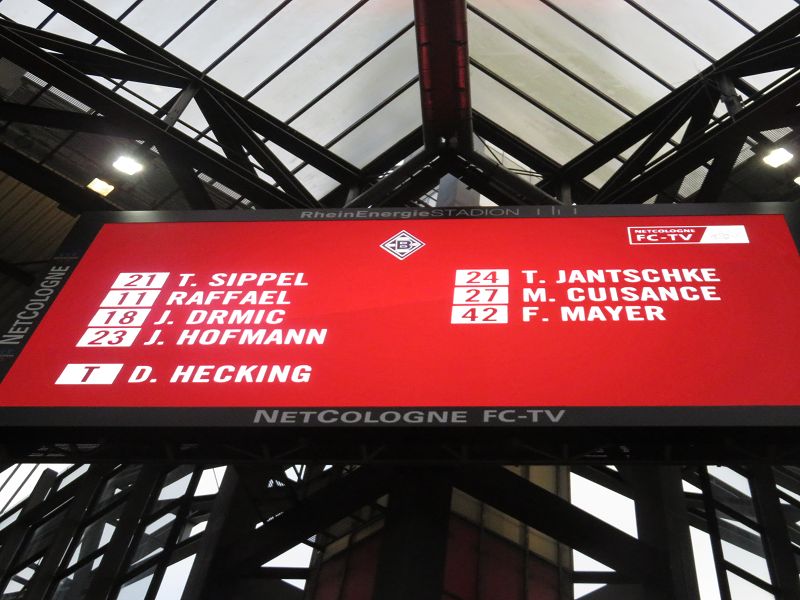 RheinEnergieSTADION
NETCOLOGNE
FC-TV
NETCOLOGNE
B
21 T. SIPPEL
11 RAFFAEL
18 J. DRMIC
23 J. HOFMANN
T D. HECKING
24 T. JANTSCHKE
27 M. CUISANCE
42 F. MAYER
NETCOLOGNE FC-TV